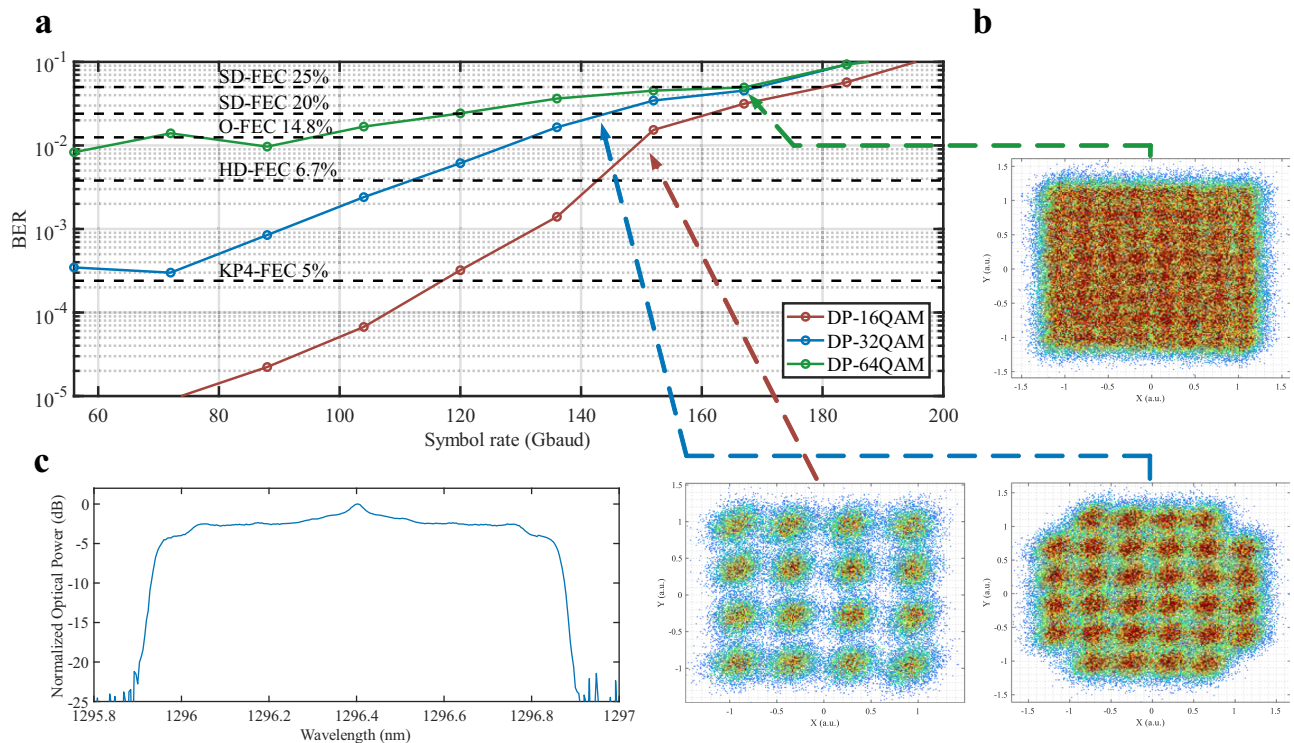 a
b
10^-1
10^-2
10^-3
10^-4
10^-5
BER
SD-FEC 25%
SD-FEC 20%
O-FEC 14.8%
HD-FEC 6.7%
KP4-FEC 5%
DP-16QAM
DP-32QAM
DP-64QAM
60 80 100 120 140 160 180 200
Symbol rate (Gbaud)
1.5
1
0.5
0
-0.5
-1
-1.5
Y (a.u.)
-1.5 -1 -0.5 0 0.5 1 1.5
X (a.u.)
c
0
-5
-10
-15
-20
-25
Normalized Optical Power (dB)
1295.8 1296 1296.2 1296.4 1296.6 1296.8 1297
Wavelength (nm)
1.5
1
0.5
0
-0.5
-1
Y (a.u.)
-1 -0.5 0 0.5 1
X (a.u.)
1.5
1
0.5
0
-0.5
-1
-1.5
Y (a.u.)
-1.5 -1 -0.5 0 0.5 1 1.5
X (a.u.)